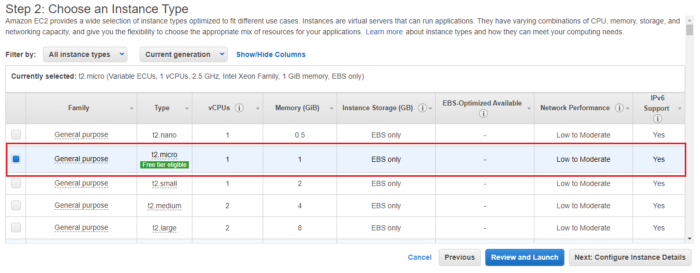 Step 2: Choose an Instance Type
Amazon EC2 provides a wide selection of instance types optimized to fit different use cases. Instances are virtual servers that can run applications. They have varying combinations of CPU, memory, storage, and
networking capacity, and give you the flexibility to choose the appropriate mix of resources for your applications. Learn more about instance types and how they can meet your computing needs.
Filter by: All instance types Current generation Show/Hide Columns
Currently selected: t2.micro (Variable ECUs, 1 vCPUs, 2.5 GHz, Intel Xeon Family, 1 GiB memory, EBS only)
Family Type vCPUs Memory (GiB) Instance Storage (GB) EBS-Optimized Available Network Performance IPv6 Support
General purpose t2.nano 1 0.5 EBS only - Low to Moderate Yes
General purpose t2.micro 1 1 EBS only - Low to Moderate Yes
Free tier eligible
General purpose t2.small 1 2 EBS only - Low to Moderate Yes
General purpose t2.medium 2 4 EBS only - Low to Moderate Yes
General purpose t2.large 2 8 EBS only - Low to Moderate Yes
Cancel Previous Review and Launch Next: Configure Instance Details